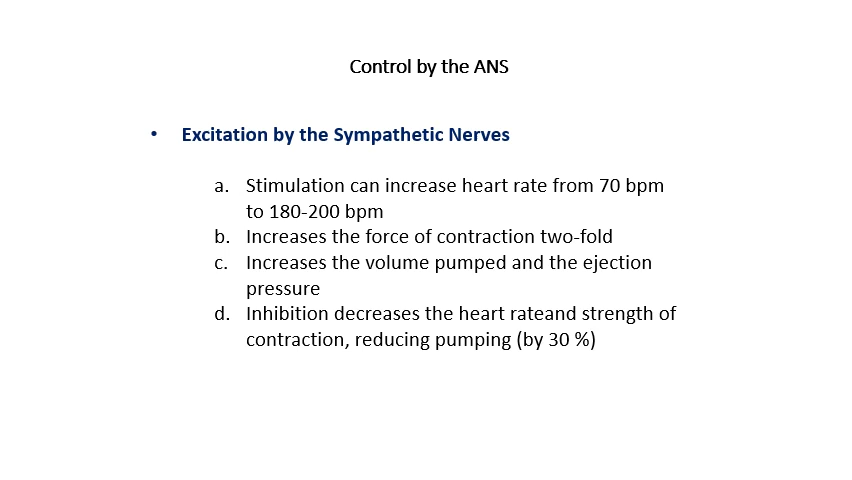 Control by the ANS
• Excitation by the Sympathetic Nerves
a. Stimulation can increase heart rate from 70 bpm
to 180-200 bpm
b. Increases the force of contraction two-fold
c. Increases the volume pumped and the ejection
pressure
d. Inhibition decreases the heart rateand strength of
contraction, reducing pumping (by 30 %)